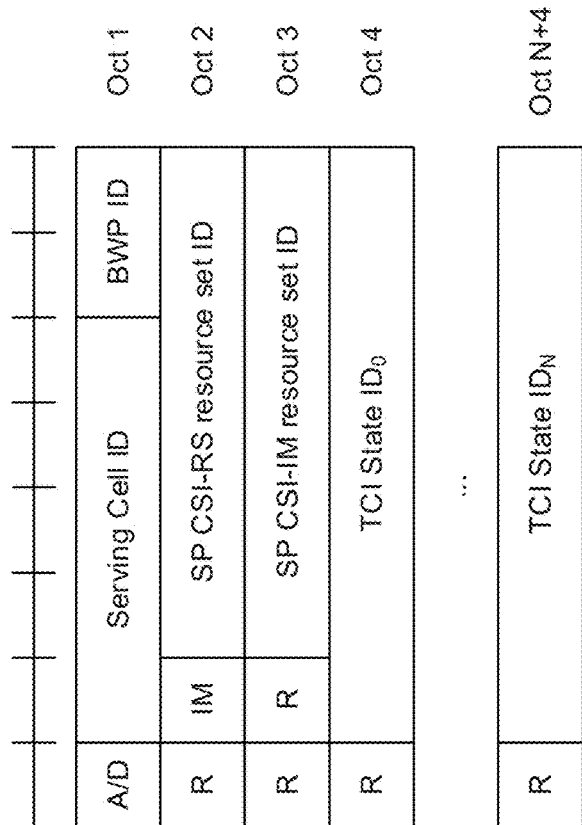 A/D Serving Cell ID BWP ID Oct 1
R IM SP CSI-RS resource set ID Oct 2
R R SP CSI-IM resource set ID Oct 3
R TCI State ID₀ Oct 4
...
R TCI State IDN Oct N+4